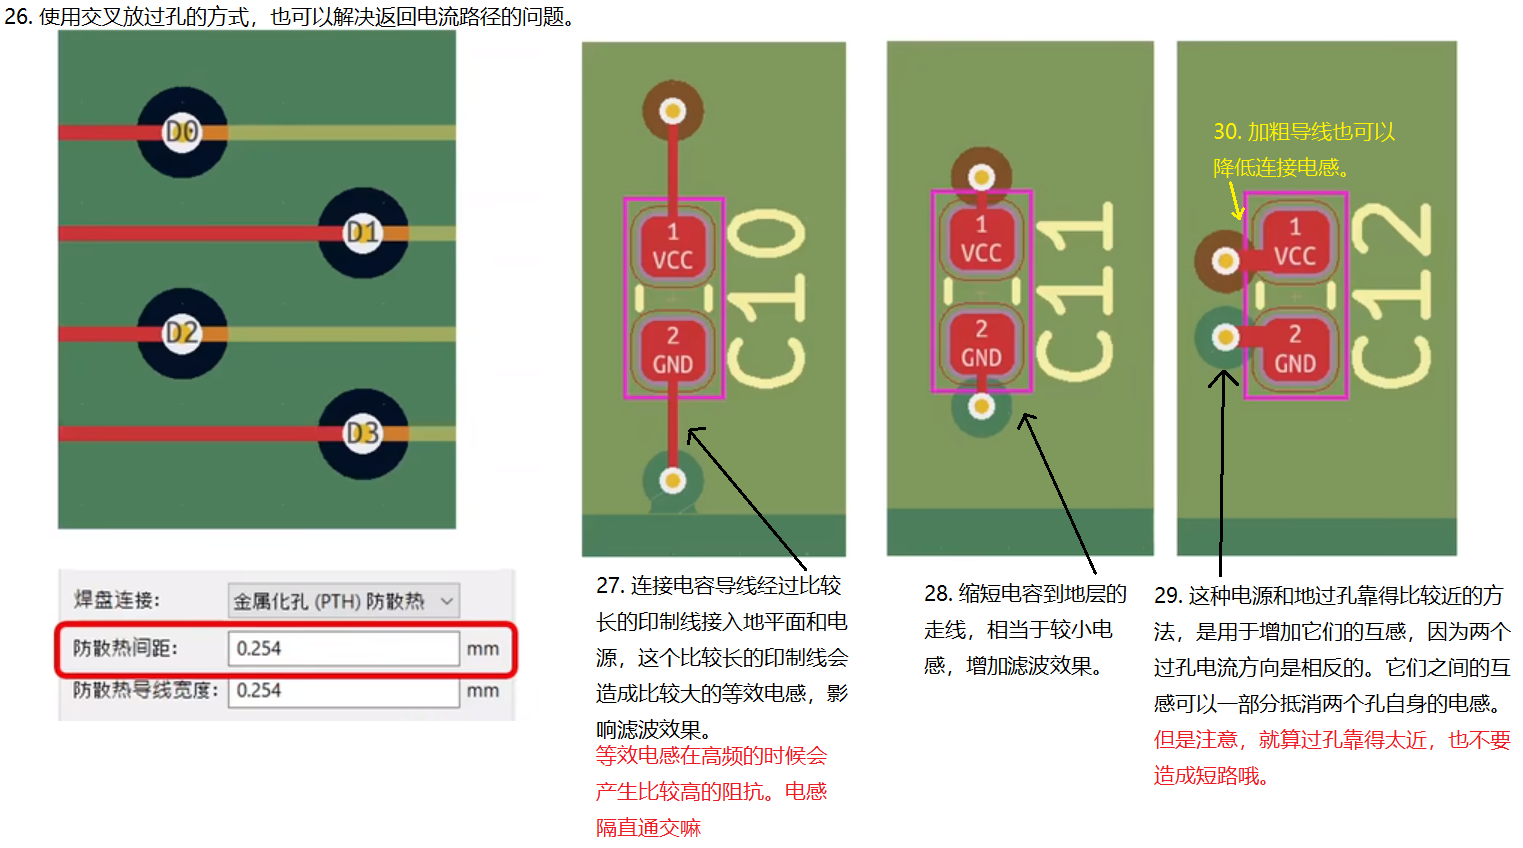 26. 使用交叉放过孔的方式，也可以解决返回电流路径的问题。
D0
D1
D2
D3
焊盘连接:
金属化孔 (PTH) 防散热
防散热间距:
0.254
mm
防散热导线宽度:
0.254
mm
1
VCC
2
GND
C10
27. 连接电容导线经过比较
长的印制线接入地平面和电
源，这个比较长的印制线会
造成比较大的等效电感，影
响滤波效果。
等效电感在高频的时候会
产生比较高的阻抗。电感
隔直通交嘛
1
VCC
2
GND
C11
28. 缩短电容到地层的
走线，相当于较小电
感，增加滤波效果。
30. 加粗导线也可以
降低连接电感。
1
VCC
2
GND
C12
29. 这种电源和地过孔靠得比较近的方
法，是用于增加它们的互感，因为两个
过孔电流方向是相反的。它们之间的互
感可以一部分抵消两个孔自身的电感。
但是注意，就算过孔靠得太近，也不要
造成短路哦。